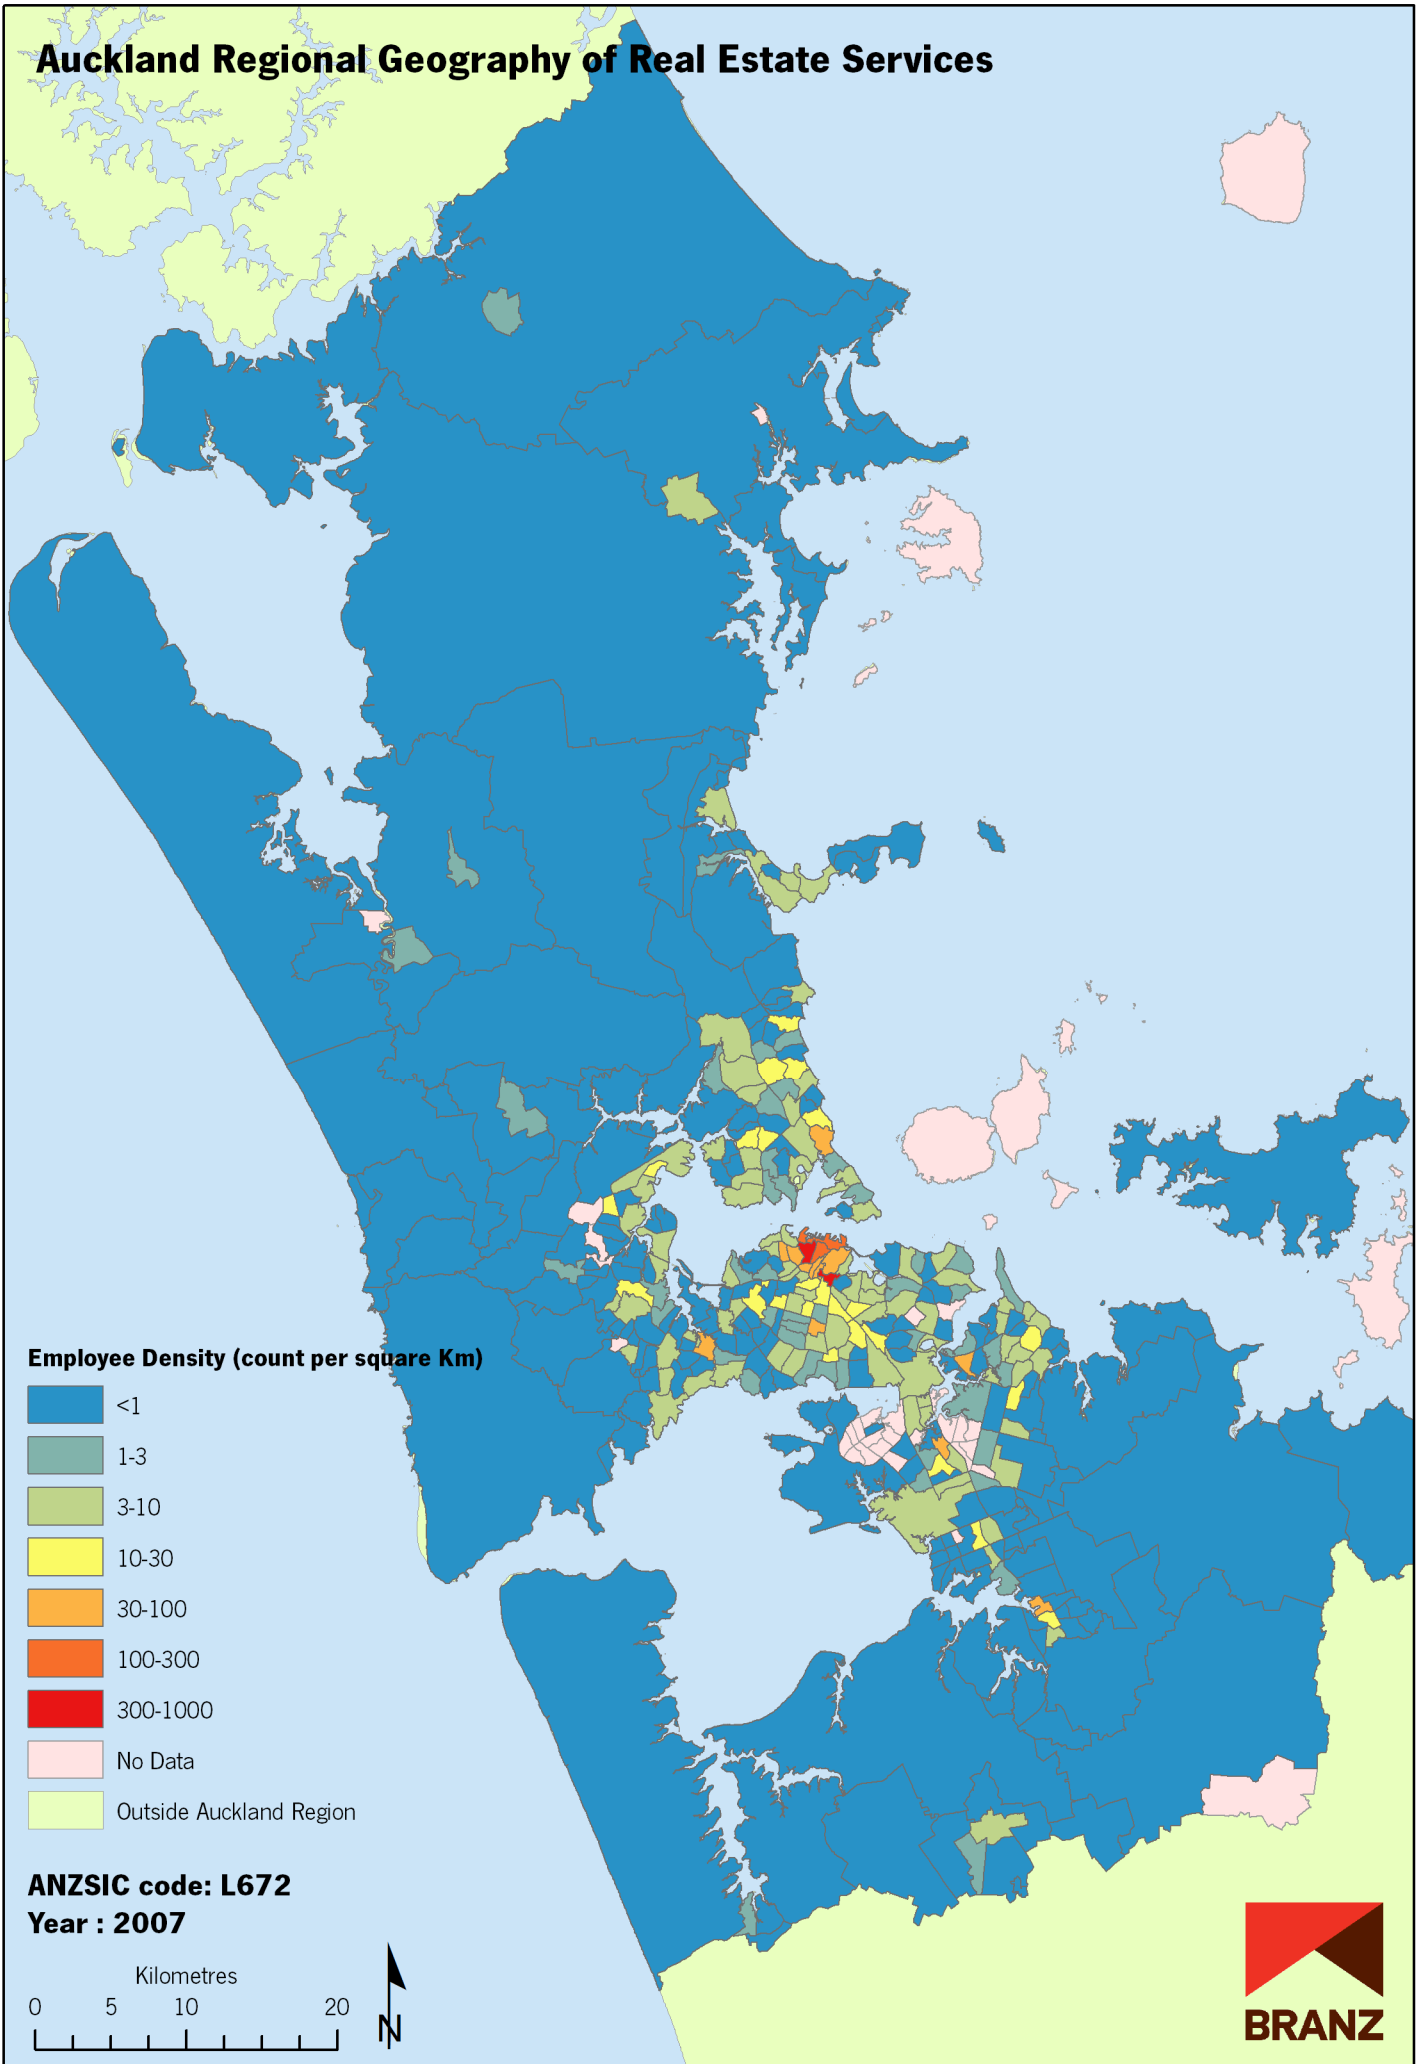 Auckland Regional Geography of Real Estate Services
Employee Density (count per square Km)
<1
1-3
3-10
10-30
30-100
100-300
300-1000
No Data
Outside Auckland Region
ANZSIC code: L672
Year : 2007
Kilometres
0 5 10 20
N
BRANZ